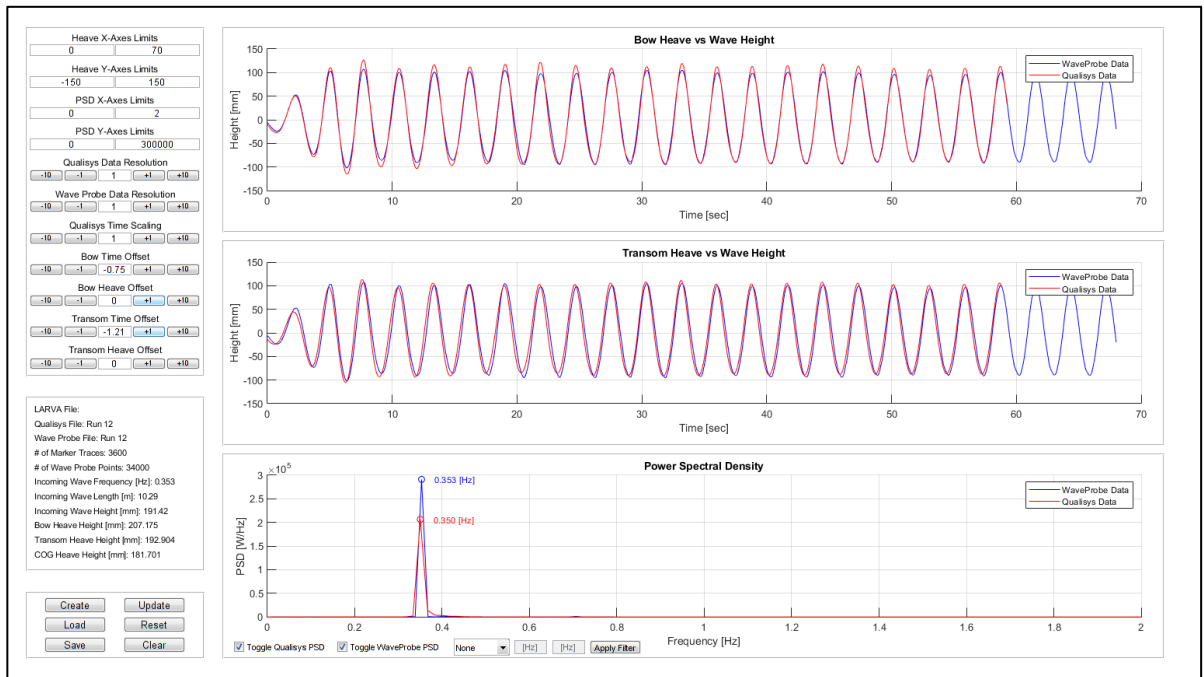 Heave X-Axes Limits
0 70
Heave Y-Axes Limits
-150 150
PSD X-Axes Limits
0 2
PSD Y-Axes Limits
0 300000
Qualisys Data Resolution
-10 -1 1 +1 +10
Wave Probe Data Resolution
-10 -1 1 +1 +10
Qualisys Time Scaling
-10 -1 1 +1 +10
Bow Time Offset
-10 -1 -0.75 +1 +10
Bow Heave Offset
-10 -1 0 +1 +10
Transom Time Offset
-10 -1 -1.21 +1 +10
Transom Heave Offset
-10 -1 0 +1 +10
LARVA File:
Qualisys File: Run 12
Wave Probe File: Run 12
# of Marker Traces: 3600
# of Wave Probe Points: 34000
Incoming Wave Frequency [Hz]: 0.353
Incoming Wave Length [m]: 10.29
Incoming Wave Height [mm]: 191.42
Bow Heave Height [mm]: 207.175
Transom Heave Height [mm]: 192.904
COG Heave Height [mm]: 181.701
Create Update
Load Reset
Save Clear
Bow Heave vs Wave Height
WaveProbe Data
Qualisys Data
Height [mm]
150
100
50
0
-50
-100
-150
0 10 20 30 40 50 60 70
Time [sec]
Transom Heave vs Wave Height
WaveProbe Data
Qualisys Data
Height [mm]
150
100
50
0
-50
-100
-150
0 10 20 30 40 50 60 70
Time [sec]
Power Spectral Density
WaveProbe Data
Qualisys Data
PSD [W/Hz]
×10⁵
3
2.5
2
1.5
1
0.5
0
0.353 [Hz]
0.350 [Hz]
0 0.2 0.4 0.6 0.8 1 1.2 1.4 1.6 1.8 2
Frequency [Hz]
Toggle Qualisys PSD Toggle WaveProbe PSD None [Hz] [Hz] Apply Filter